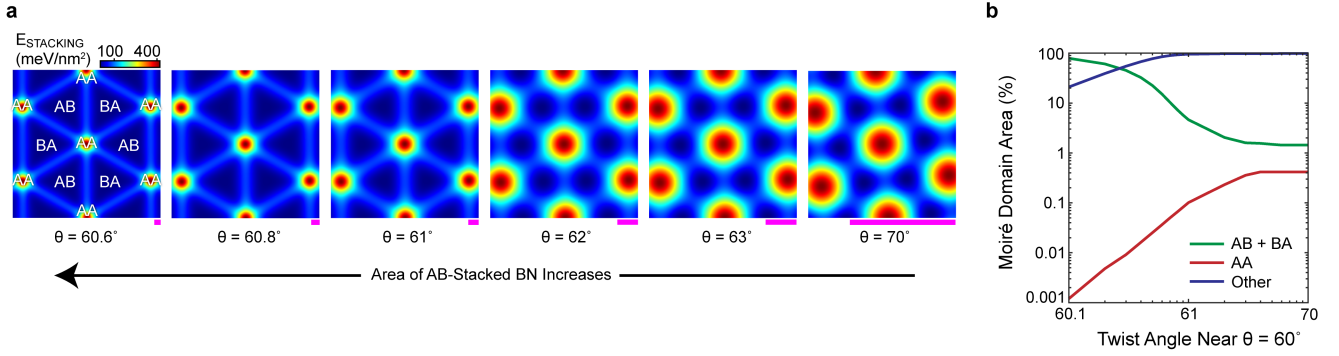 a
E_STACKING
(meV/nm²)
100 400
AA
AA AB BA AA
BA AA AB
AA AB BA AA
AA
θ = 60.6°
θ = 60.8°
θ = 61°
θ = 62°
θ = 63°
θ = 70°
Area of AB-Stacked BN Increases
b
Moiré Domain Area (%)
100
10
1
0.1
0.01
0.001
AB + BA
AA
Other
60.1
61
70
Twist Angle Near θ = 60°